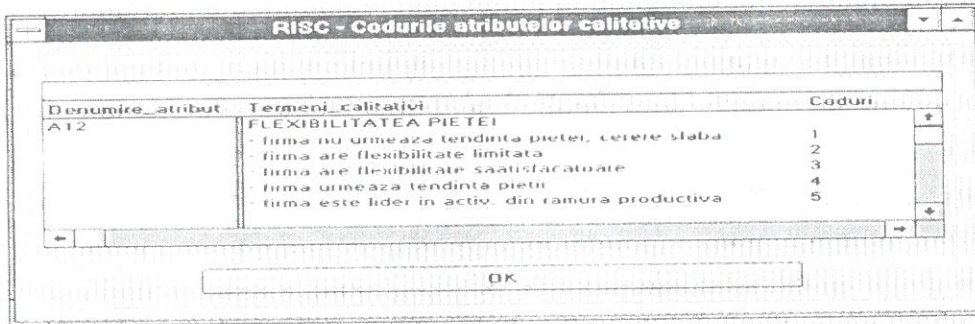 RISC - Codurile atributelor calitative
Denumire_atribut Termeni_calitativi Coduri
A12 FLEXIBILITATEA PIETEI
- firma nu urmeaza tendinta pietei, cerere slaba 1
- firma are flexibilitate limitata 2
- firma are flexibilitate saatisfacatoare 3
- firma urmeaza tendinta pietii 4
- firma este lider in activ. din ramura productiva 5
OK